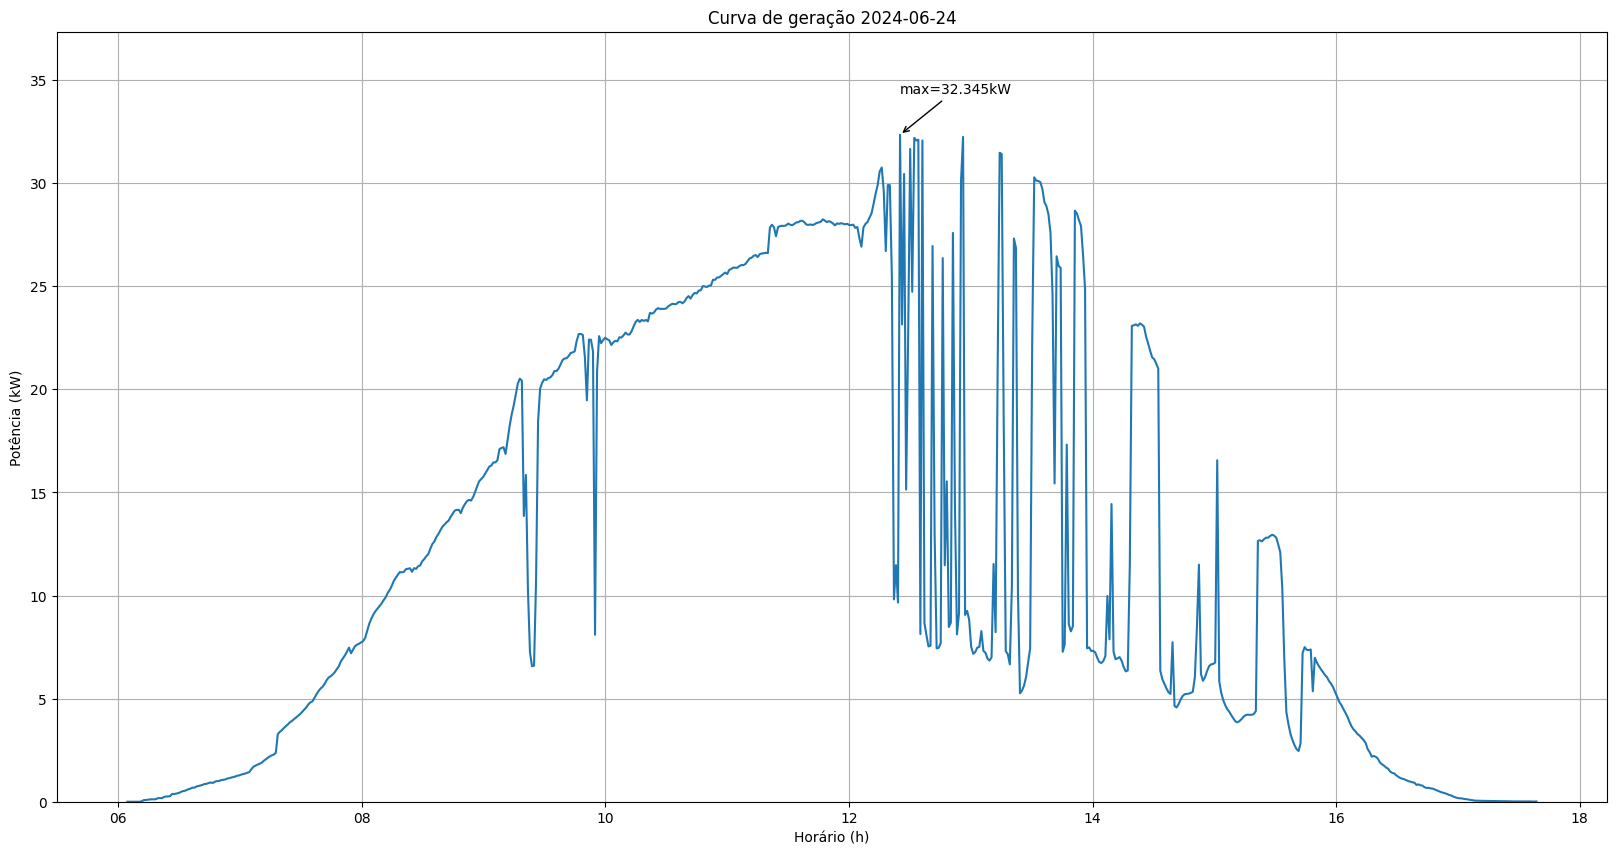 Curva de geração 2024-06-24
max=32.345kW
Potência (kW)
35
30
25
20
15
10
5
0
06 08 10 12 14 16 18
Horário (h)